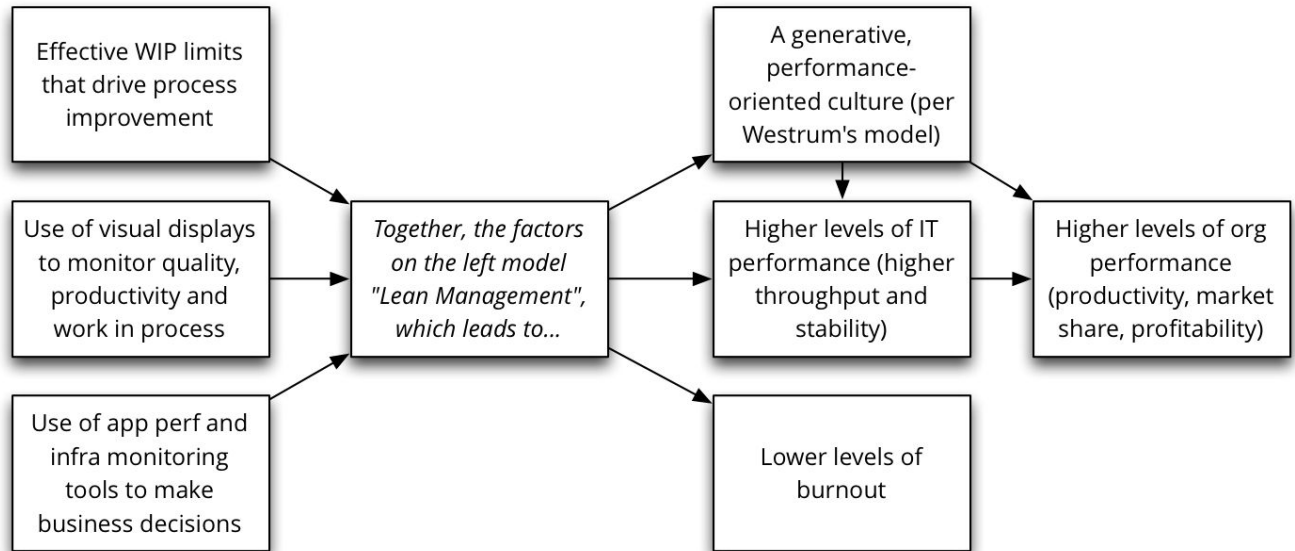 Effective WIP limits
that drive process
improvement
Use of visual displays
to monitor quality,
productivity and
work in process
Use of app perf and
infra monitoring
tools to make
business decisions
Together, the factors
on the left model
"Lean Management",
which leads to...
A generative,
performance-
oriented culture (per
Westrum's model)
Higher levels of IT
performance (higher
throughput and
stability)
Lower levels of
burnout
Higher levels of org
performance
(productivity, market
share, profitability)